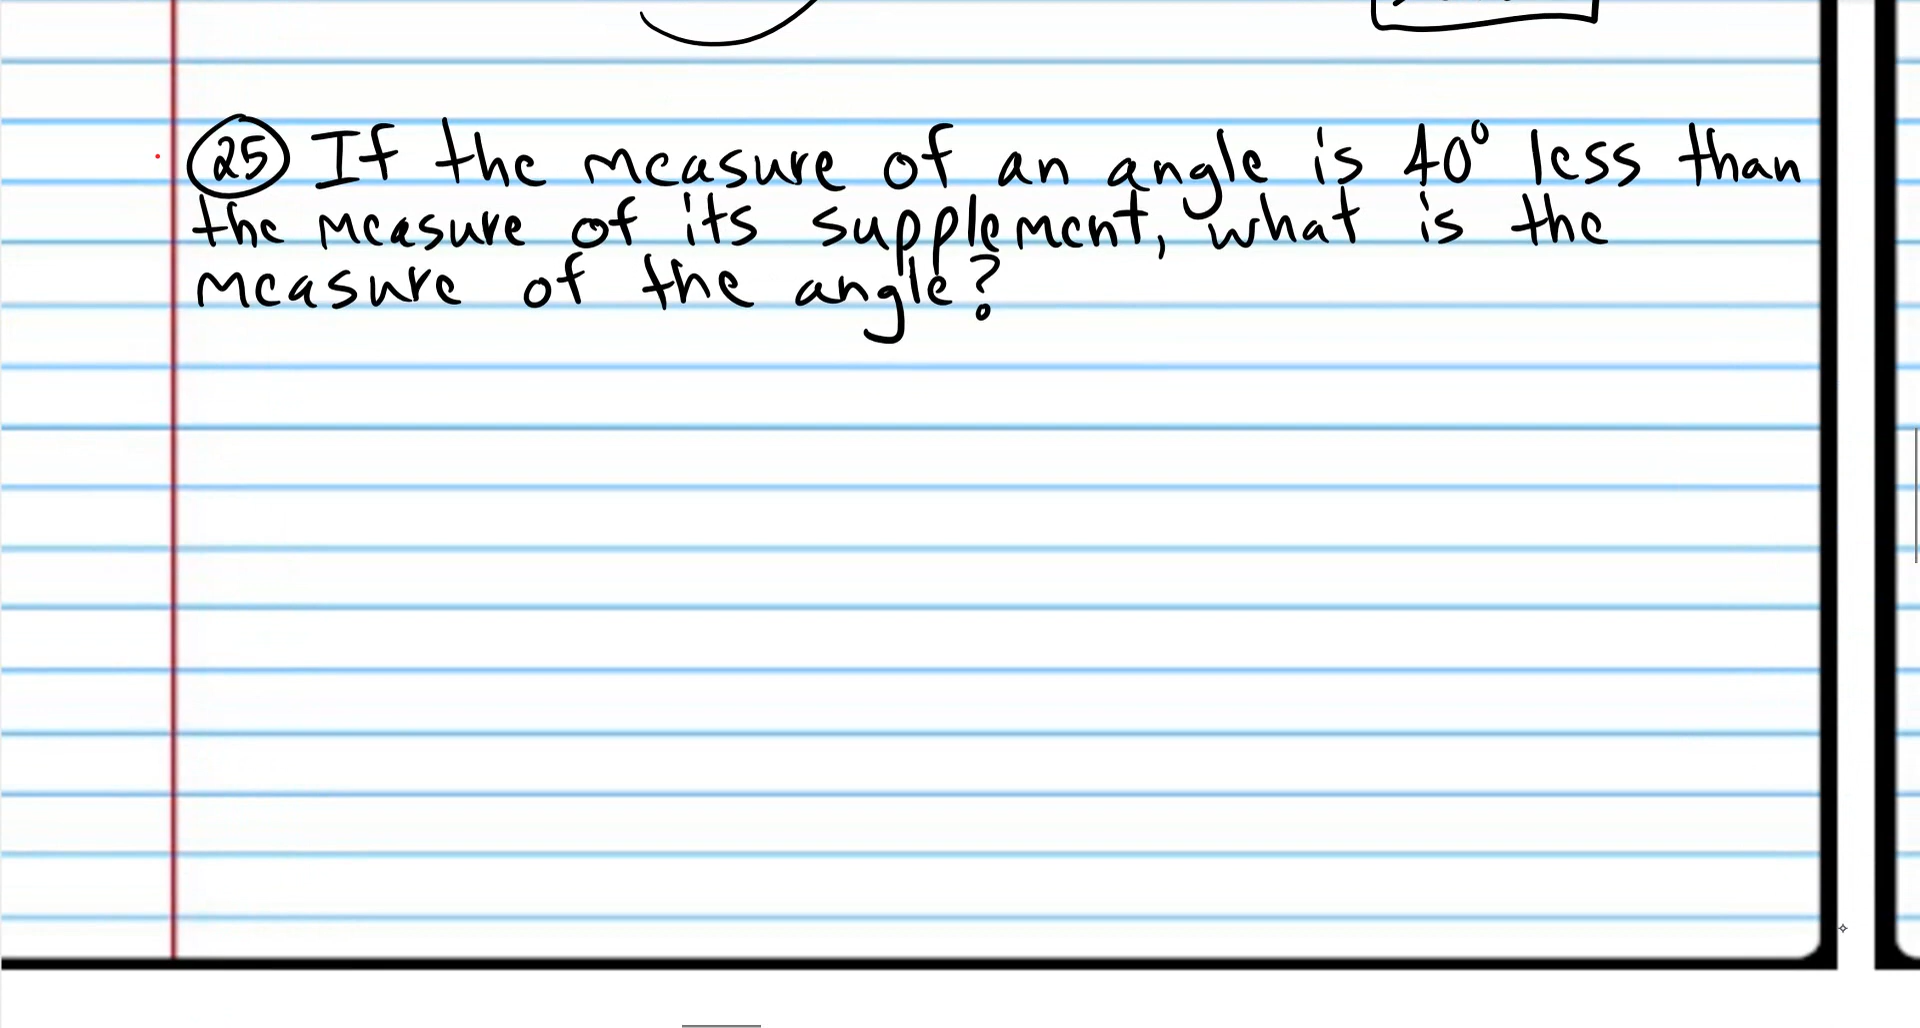 25 If the measure of an angle is 40° less than
the measure of its supplement, what is the
measure of the angle?